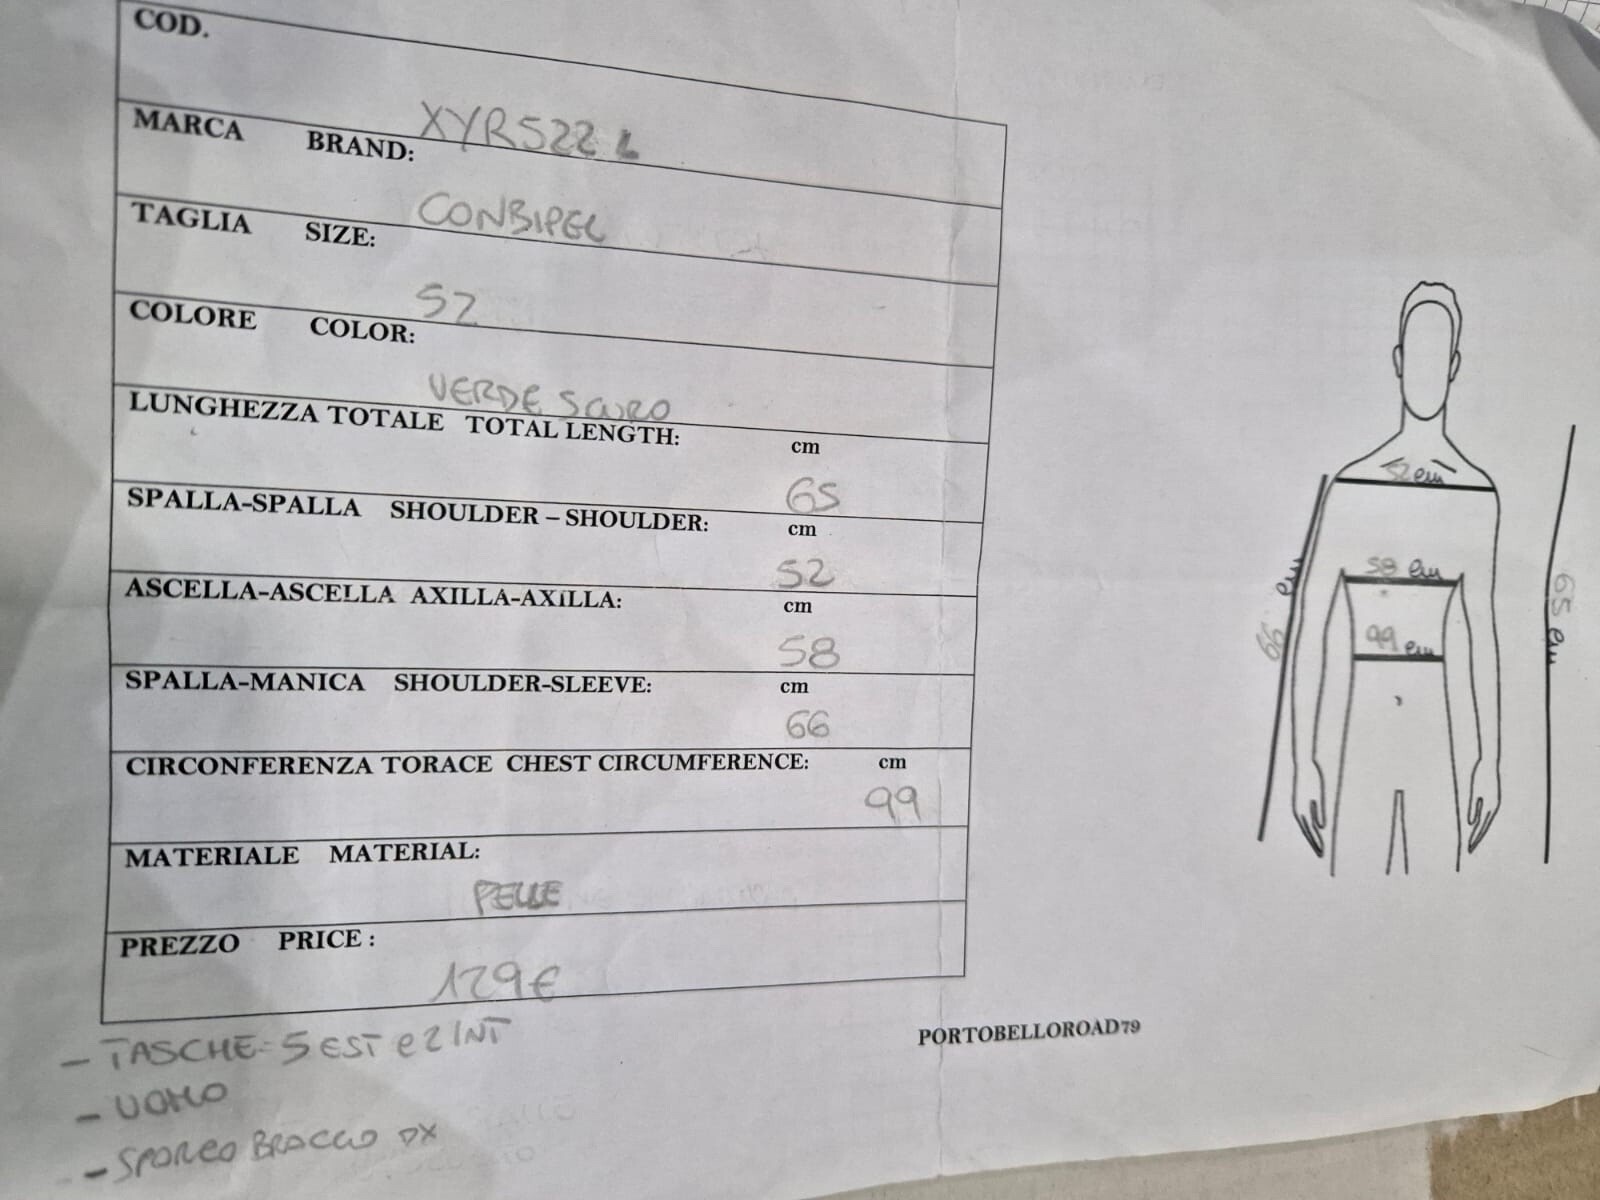 COD.
XYR522 L
MARCA BRAND:
CONBIPEL
TAGLIA SIZE:
52
COLORE COLOR:
VERDE SCURO
LUNGHEZZA TOTALE TOTAL LENGTH: cm
65
SPALLA-SPALLA SHOULDER – SHOULDER: cm
52
ASCELLA-ASCELLA AXILLA-AXILLA: cm
58
SPALLA-MANICA SHOULDER-SLEEVE: cm
66
CIRCONFERENZA TORACE CHEST CIRCUMFERENCE: cm
99
MATERIALE MATERIAL:
PELLE
PREZZO PRICE :
129€
- TASCHE: 5 EST e 2 INT
- UOMO
- SPORCO BRACCIO DX
52 cm
58 cm
99 cm
66 cm
65 cm
PORTOBELLOROAD79